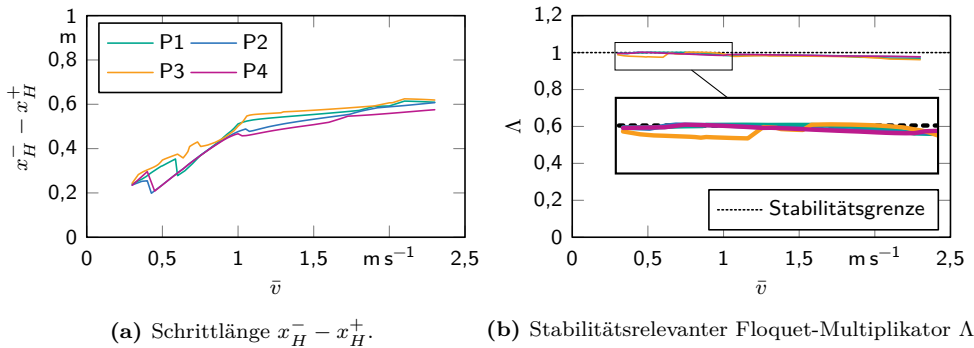 1
m
0,8
0,6
0,4
0,2
0
x_H^- − x_H^+
P1 P2
P3 P4
0 0,5 1 1,5 m s⁻¹ 2,5
v̄
(a) Schrittlänge x_H^- − x_H^+.
1,2
1
0,8
0,6
0,4
0,2
0
Λ
Stabilitätsgrenze
0 0,5 1 1,5 m s⁻¹ 2,5
v̄
(b) Stabilitätsrelevanter Floquet-Multiplikator Λ